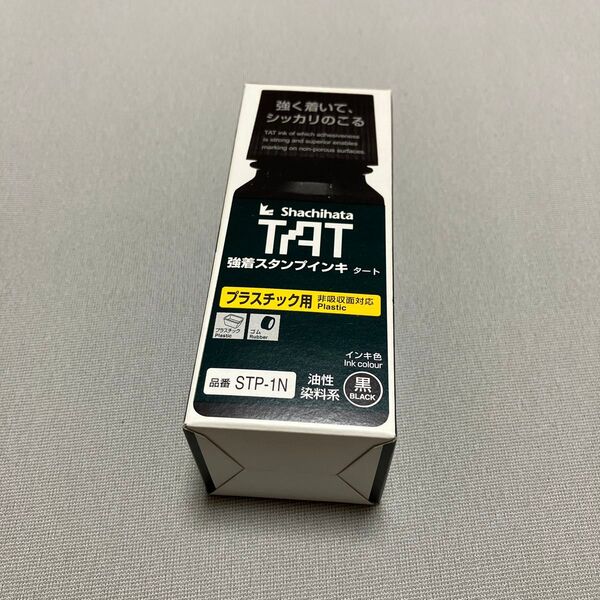 強く着いて、
シッカリのこる
TAT ink of which adhesiveness
is strong and superior enables
marking on non-porous surfaces.
Shachihata
TAT
強着スタンプインキ タート
プラスチック用 非吸収面対応
Plastic
プラスチック
Plastic
ゴム
Rubber
インキ色
Ink colour
品番 STP-1N
油性
染料系
黒
BLACK